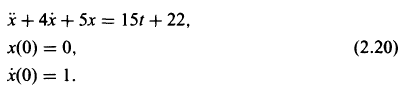 ẍ + 4ẋ + 5x = 15t + 22,
x(0) = 0, (2.20)
ẋ(0) = 1.